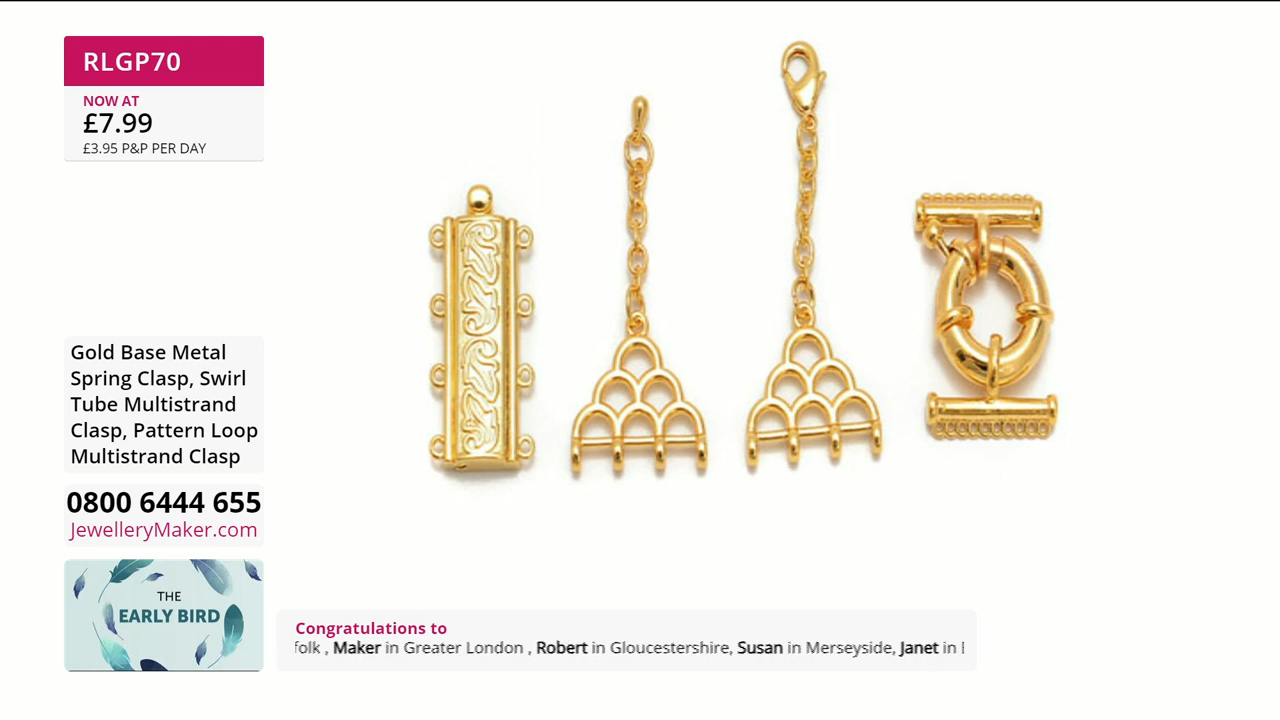 RLGP70
NOW AT
£7.99
£3.95 P&P PER DAY
Gold Base Metal
Spring Clasp, Swirl
Tube Multistrand
Clasp, Pattern Loop
Multistrand Clasp
0800 6444 655
JewelleryMaker.com
THE
EARLY BIRD
Congratulations to
folk , Maker in Greater London , Robert in Gloucestershire, Susan in Merseyside, Janet in